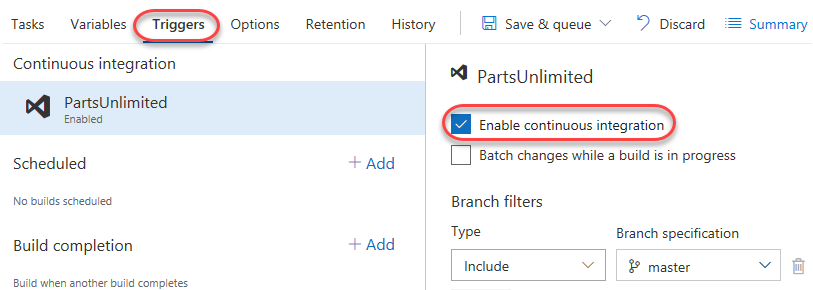 Tasks Variables Triggers Options Retention History Save & queue Discard Summary
Continuous integration
PartsUnlimited
Enabled
Scheduled + Add
No builds scheduled
Build completion + Add
Build when another build completes
PartsUnlimited
Enable continuous integration
Batch changes while a build is in progress
Branch filters
Type Branch specification
Include master